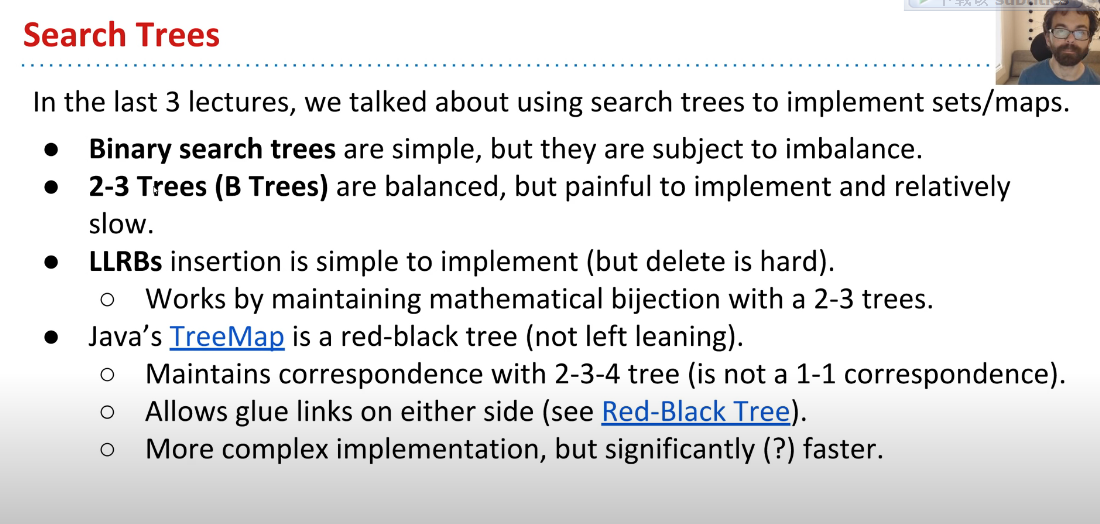 下载该 subtitles
Search Trees
In the last 3 lectures, we talked about using search trees to implement sets/maps.
● Binary search trees are simple, but they are subject to imbalance.
● 2-3 Trees (B Trees) are balanced, but painful to implement and relatively
slow.
● LLRBs insertion is simple to implement (but delete is hard).
○ Works by maintaining mathematical bijection with a 2-3 trees.
● Java’s TreeMap is a red-black tree (not left leaning).
○ Maintains correspondence with 2-3-4 tree (is not a 1-1 correspondence).
○ Allows glue links on either side (see Red-Black Tree).
○ More complex implementation, but significantly (?) faster.